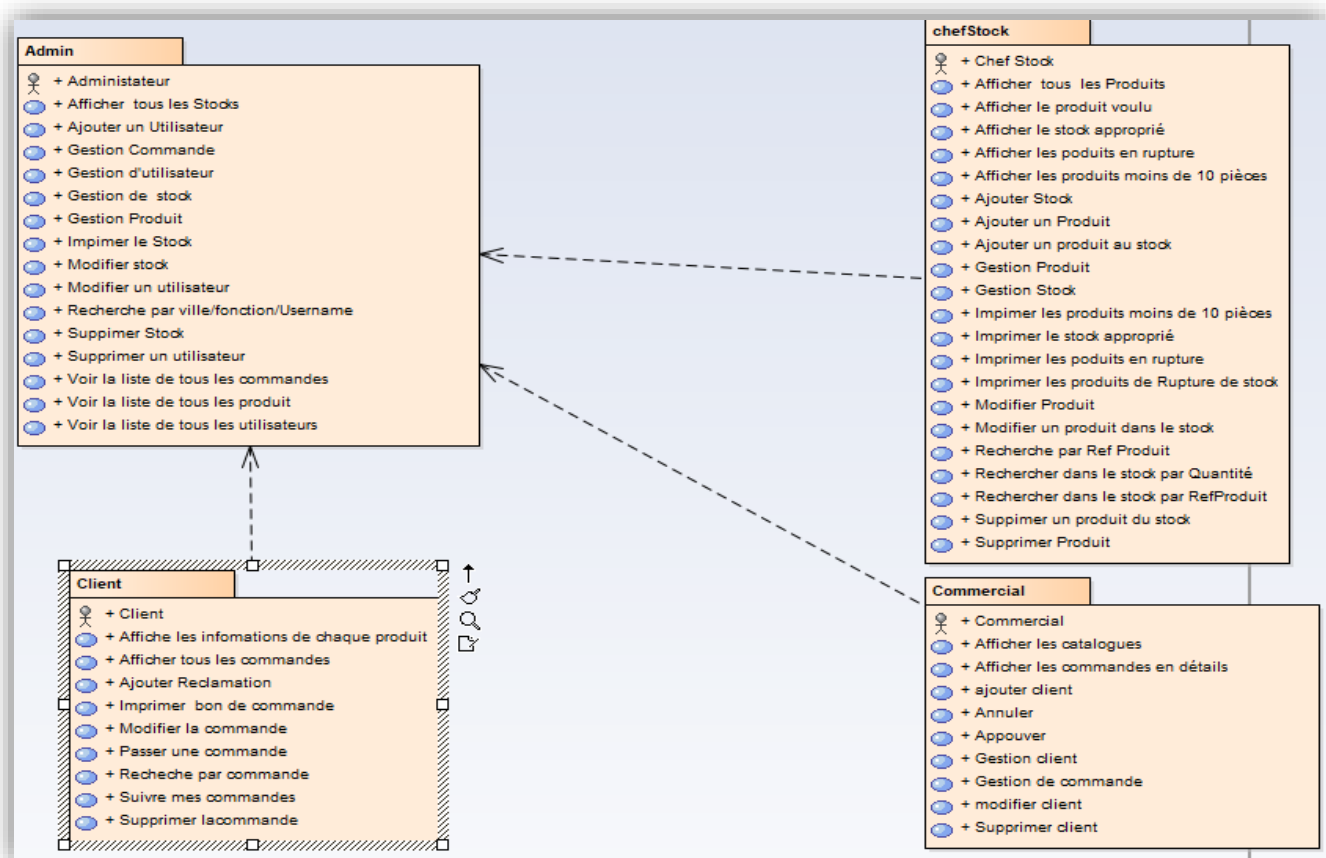 Admin
+ Administateur
+ Afficher tous les Stocks
+ Ajouter un Utilisateur
+ Gestion Commande
+ Gestion d'utilisateur
+ Gestion de stock
+ Gestion Produit
+ Impimer le Stock
+ Modifier stock
+ Modifier un utilisateur
+ Recherche par ville/fonction/Username
+ Suppimer Stock
+ Supprimer un utilisateur
+ Voir la liste de tous les commandes
+ Voir la liste de tous les produit
+ Voir la liste de tous les utilisateurs
chefStock
+ Chef Stock
+ Afficher tous les Produits
+ Afficher le produit voulu
+ Afficher le stock approprié
+ Afficher les poduits en rupture
+ Afficher les produits moins de 10 pièces
+ Ajouter Stock
+ Ajouter un Produit
+ Ajouter un produit au stock
+ Gestion Produit
+ Gestion Stock
+ Impimer les produits moins de 10 pièces
+ Imprimer le stock approprié
+ Imprimer les poduits en rupture
+ Imprimer les produits de Rupture de stock
+ Modifier Produit
+ Modifier un produit dans le stock
+ Recherche par Ref Produit
+ Rechercher dans le stock par Quantité
+ Rechercher dans le stock par RefProduit
+ Suppimer un produit du stock
+ Supprimer Produit
Client
+ Client
+ Affiche les infomations de chaque produit
+ Afficher tous les commandes
+ Ajouter Reclamation
+ Imprimer bon de commande
+ Modifier la commande
+ Passer une commande
+ Recheche par commande
+ Suivre mes commandes
+ Supprimer lacommande
Commercial
+ Commercial
+ Afficher les catalogues
+ Afficher les commandes en détails
+ ajouter client
+ Annuler
+ Appouver
+ Gestion client
+ Gestion de commande
+ modifier client
+ Supprimer client